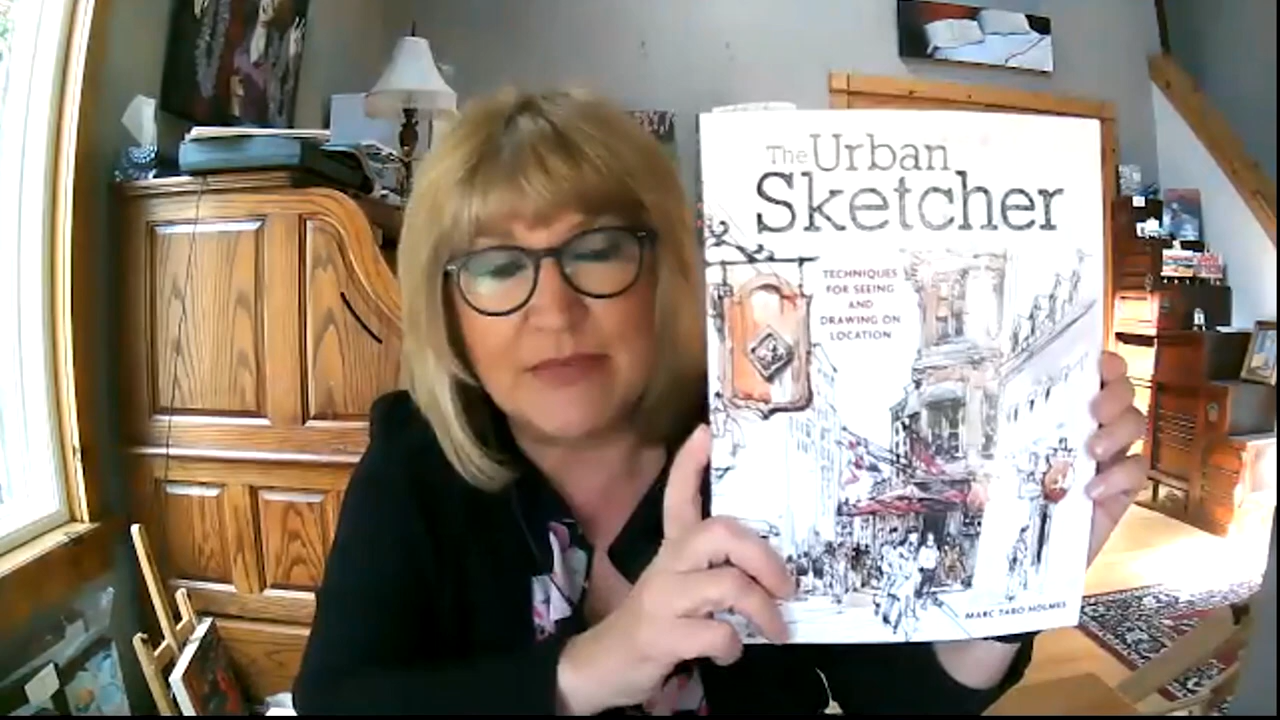 The Urban
Sketcher
TECHNIQUES
FOR SEEING
AND
DRAWING ON
LOCATION
MARC TARO HOLMES